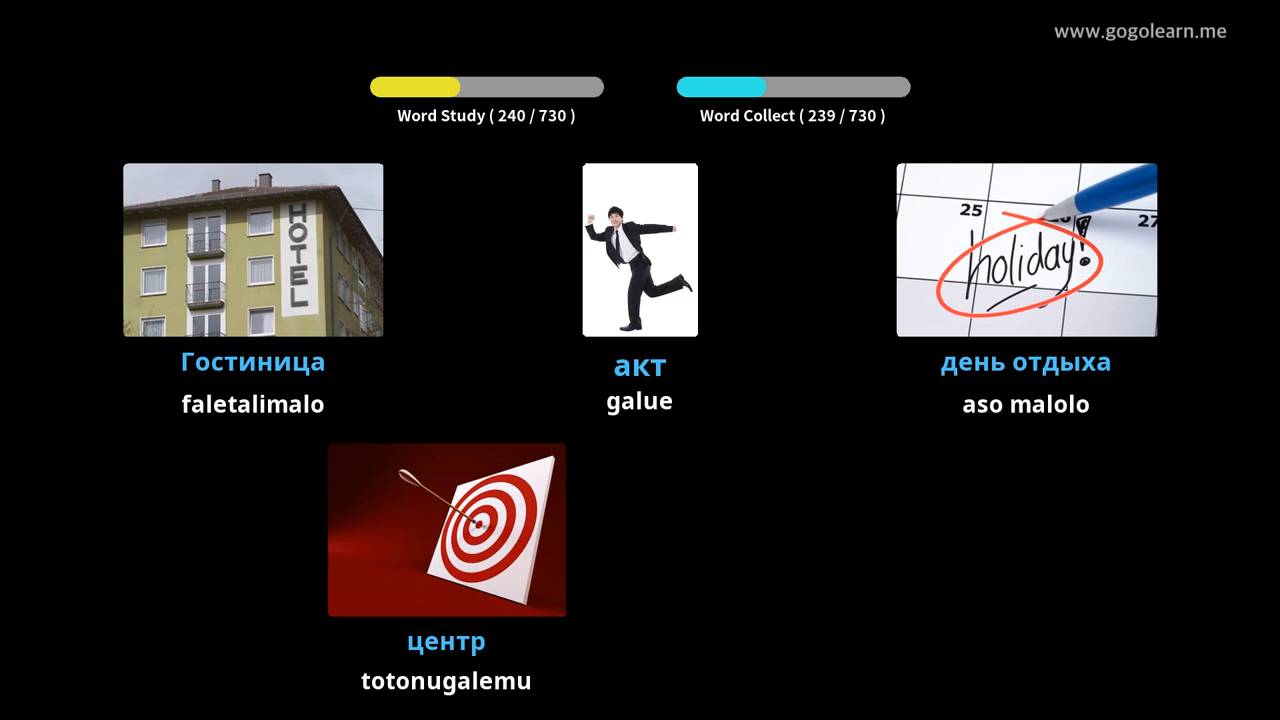 www.gogolearn.me
Word Study ( 240 / 730 )
Word Collect ( 239 / 730 )
HOTEL
25
27
holiday!
Гостиница
акт
день отдыха
faletalimalo
galue
aso malolo
центр
totonugalemu